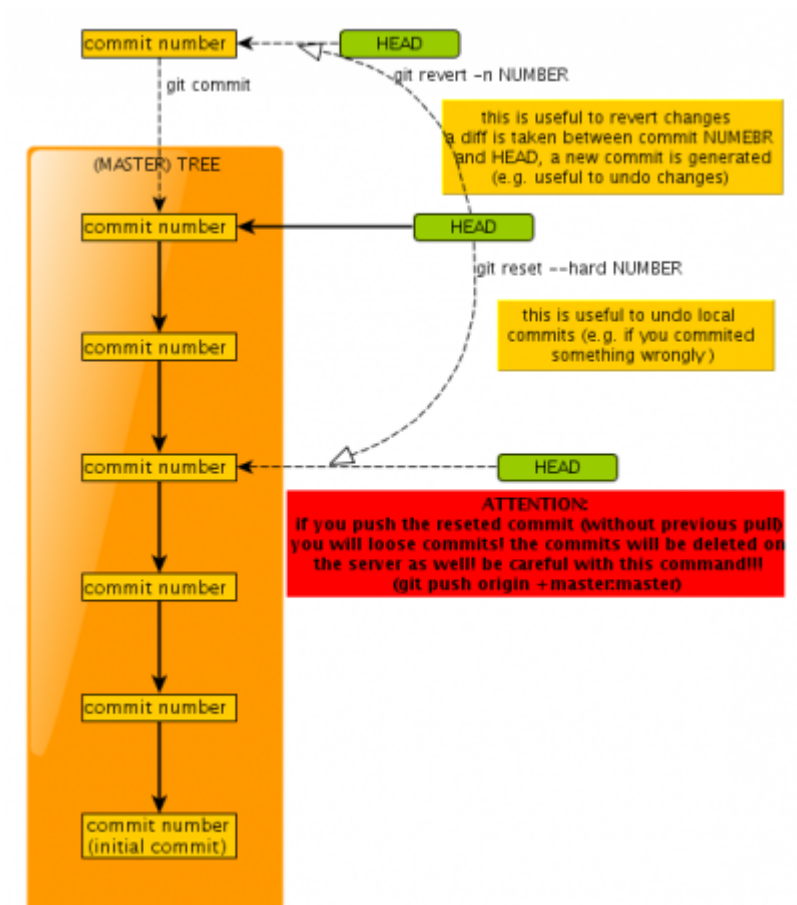 commit number
HEAD
git commit
git revert -n NUMBER
this is useful to revert changes
a diff is taken between commit NUMEBR
and HEAD, a new commit is generated
(e.g. useful to undo changes)
(MASTER) TREE
commit number
HEAD
git reset --hard NUMBER
this is useful to undo local
commits (e.g. if you commited
something wrongly)
commit number
commit number
HEAD
ATTENTION:
if you push the reseted commit (without previous pull)
you will loose commits! the commits will be deleted on
the server as well! be careful with this command!!!
(git push origin +master:master)
commit number
commit number
commit number
(initial commit)